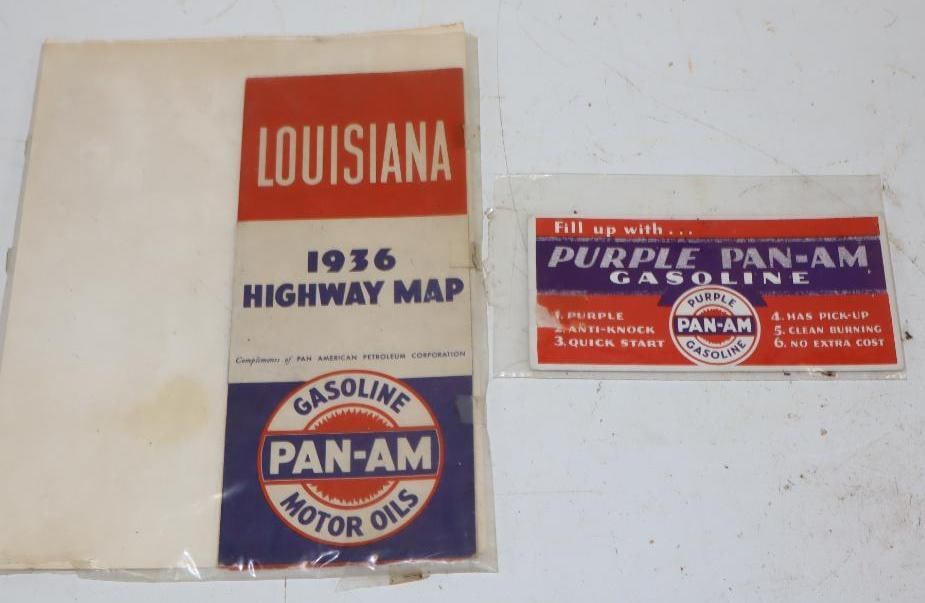 LOUISIANA
1936
HIGHWAY MAP
Compliments of PAN AMERICAN PETROLEUM CORPORATION
GASOLINE
PAN-AM
MOTOR OILS
Fill up with...
PURPLE PAN-AM
GASOLINE
1. PURPLE
2. ANTI-KNOCK
3. QUICK START
PURPLE
PAN-AM
GASOLINE
4. HAS PICK-UP
5. CLEAN BURNING
6. NO EXTRA COST